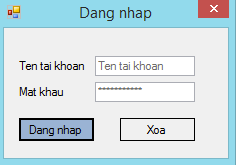 Dang nhap
Ten tai khoan Ten tai khoan
Mat khau ************
Dang nhap Xoa